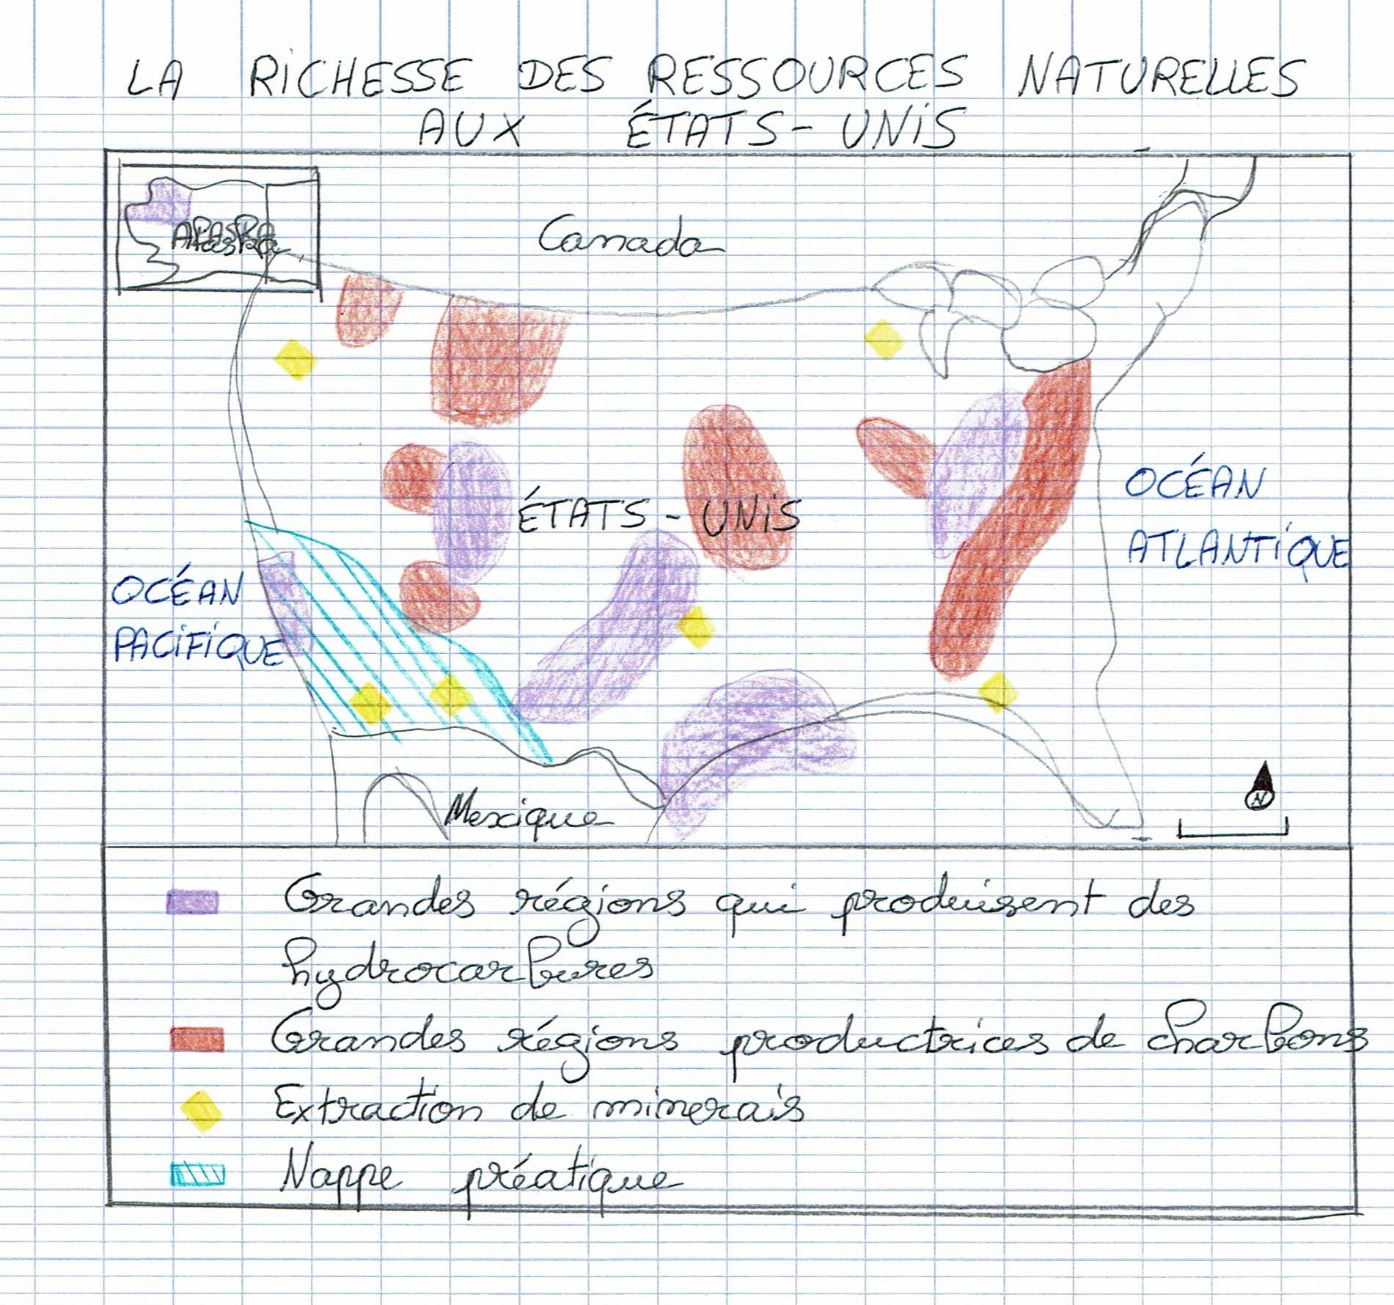 LA RICHESSE DES RESSOURCES NATURELLES
AUX ÉTATS-UNIS
Alaska
Canada
ÉTATS-UNIS
OCÉAN
ATLANTIQUE
OCÉAN
PACIFIQUE
Mexique
N
Grandes régions qui produisent des
hydrocarbures
Grandes régions productrices de charbons
Extraction de minerais
Nappe préatique